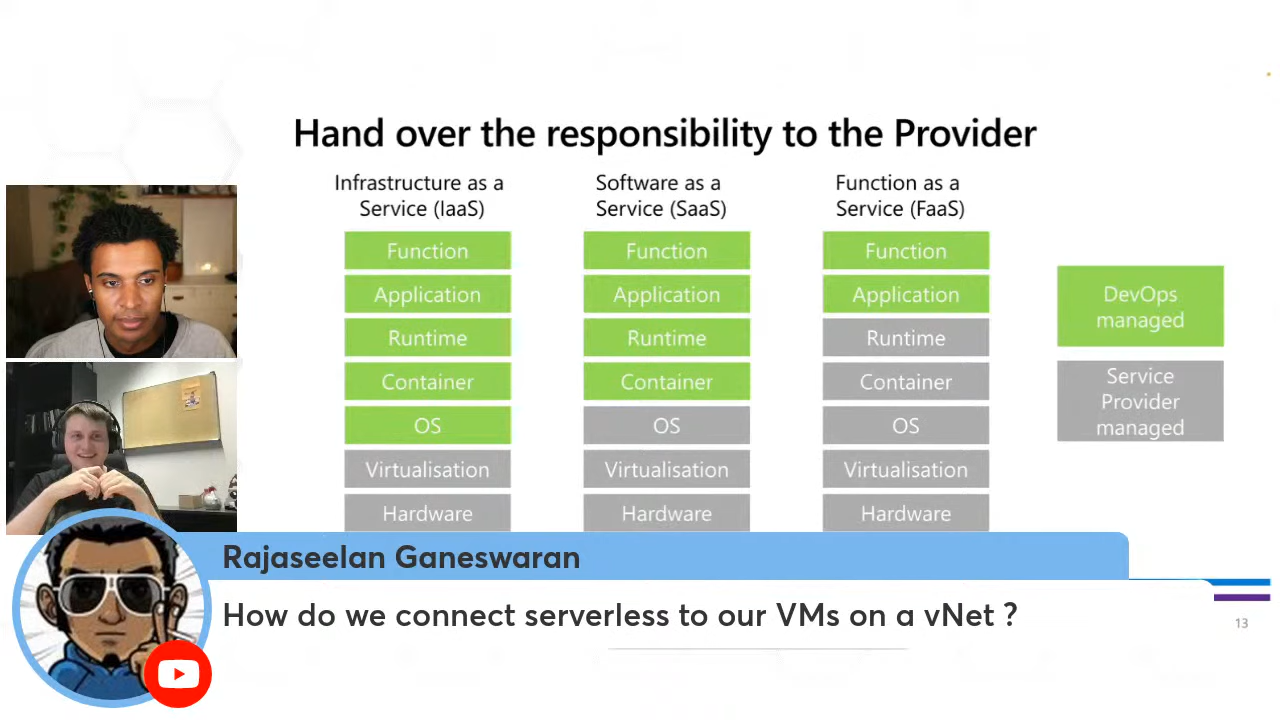 Hand over the responsibility to the Provider
Infrastructure as a
Service (IaaS)
Function
Application
Runtime
Container
OS
Virtualisation
Hardware
Software as a
Service (SaaS)
Function
Application
Runtime
Container
OS
Virtualisation
Hardware
Function as a
Service (FaaS)
Function
Application
Runtime
Container
OS
Virtualisation
Hardware
DevOps
managed
Service
Provider
managed
Rajaseelan Ganeswaran
How do we connect serverless to our VMs on a vNet ?
13